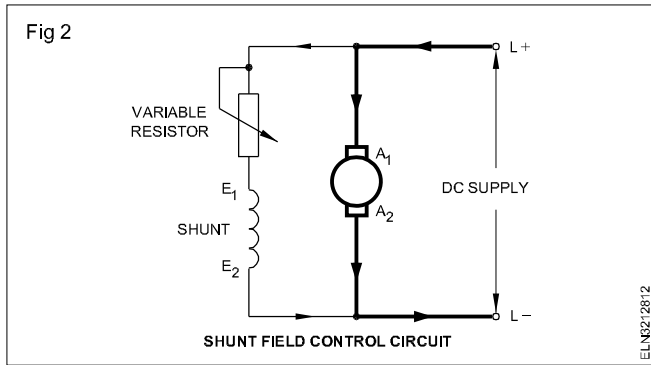 Fig 2
L+
VARIABLE
RESISTOR
A1
E1
DC SUPPLY
A2
SHUNT
E2
L−
SHUNT FIELD CONTROL CIRCUIT
ELN3212812